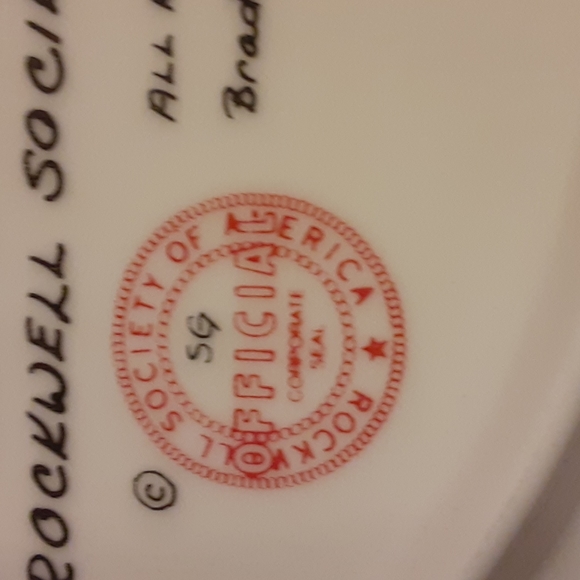 ROCKWELL SOCI
© ROCKWELL SOCIETY OF AMERICA ★
SG
OFFICIAL
CORPORATE
SEAL
ALL
Brad